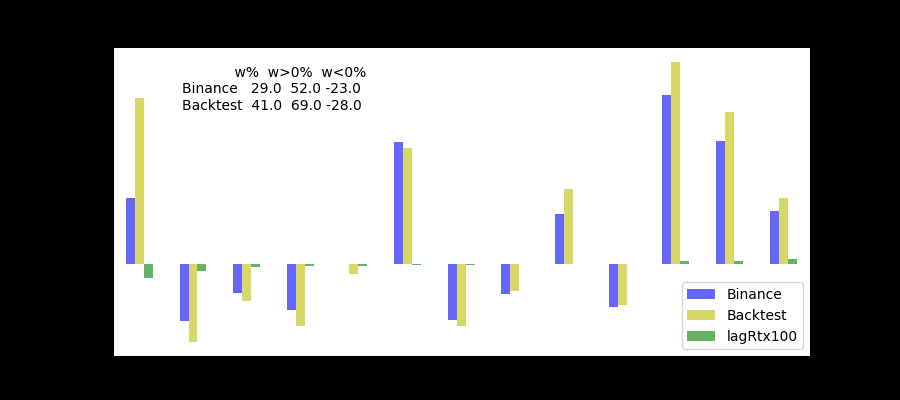 w% w>0% w<0%
Binance 29.0 52.0 -23.0
Backtest 41.0 69.0 -28.0
Binance
Backtest
lagRtx100